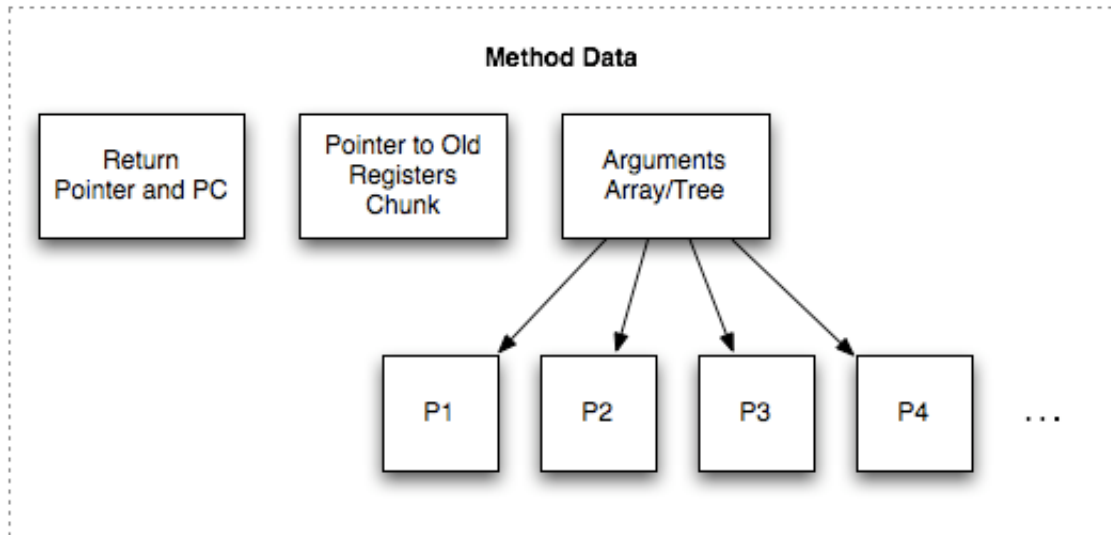 Method Data
Return
Pointer and PC
Pointer to Old
Registers
Chunk
Arguments
Array/Tree
P1
P2
P3
P4
...